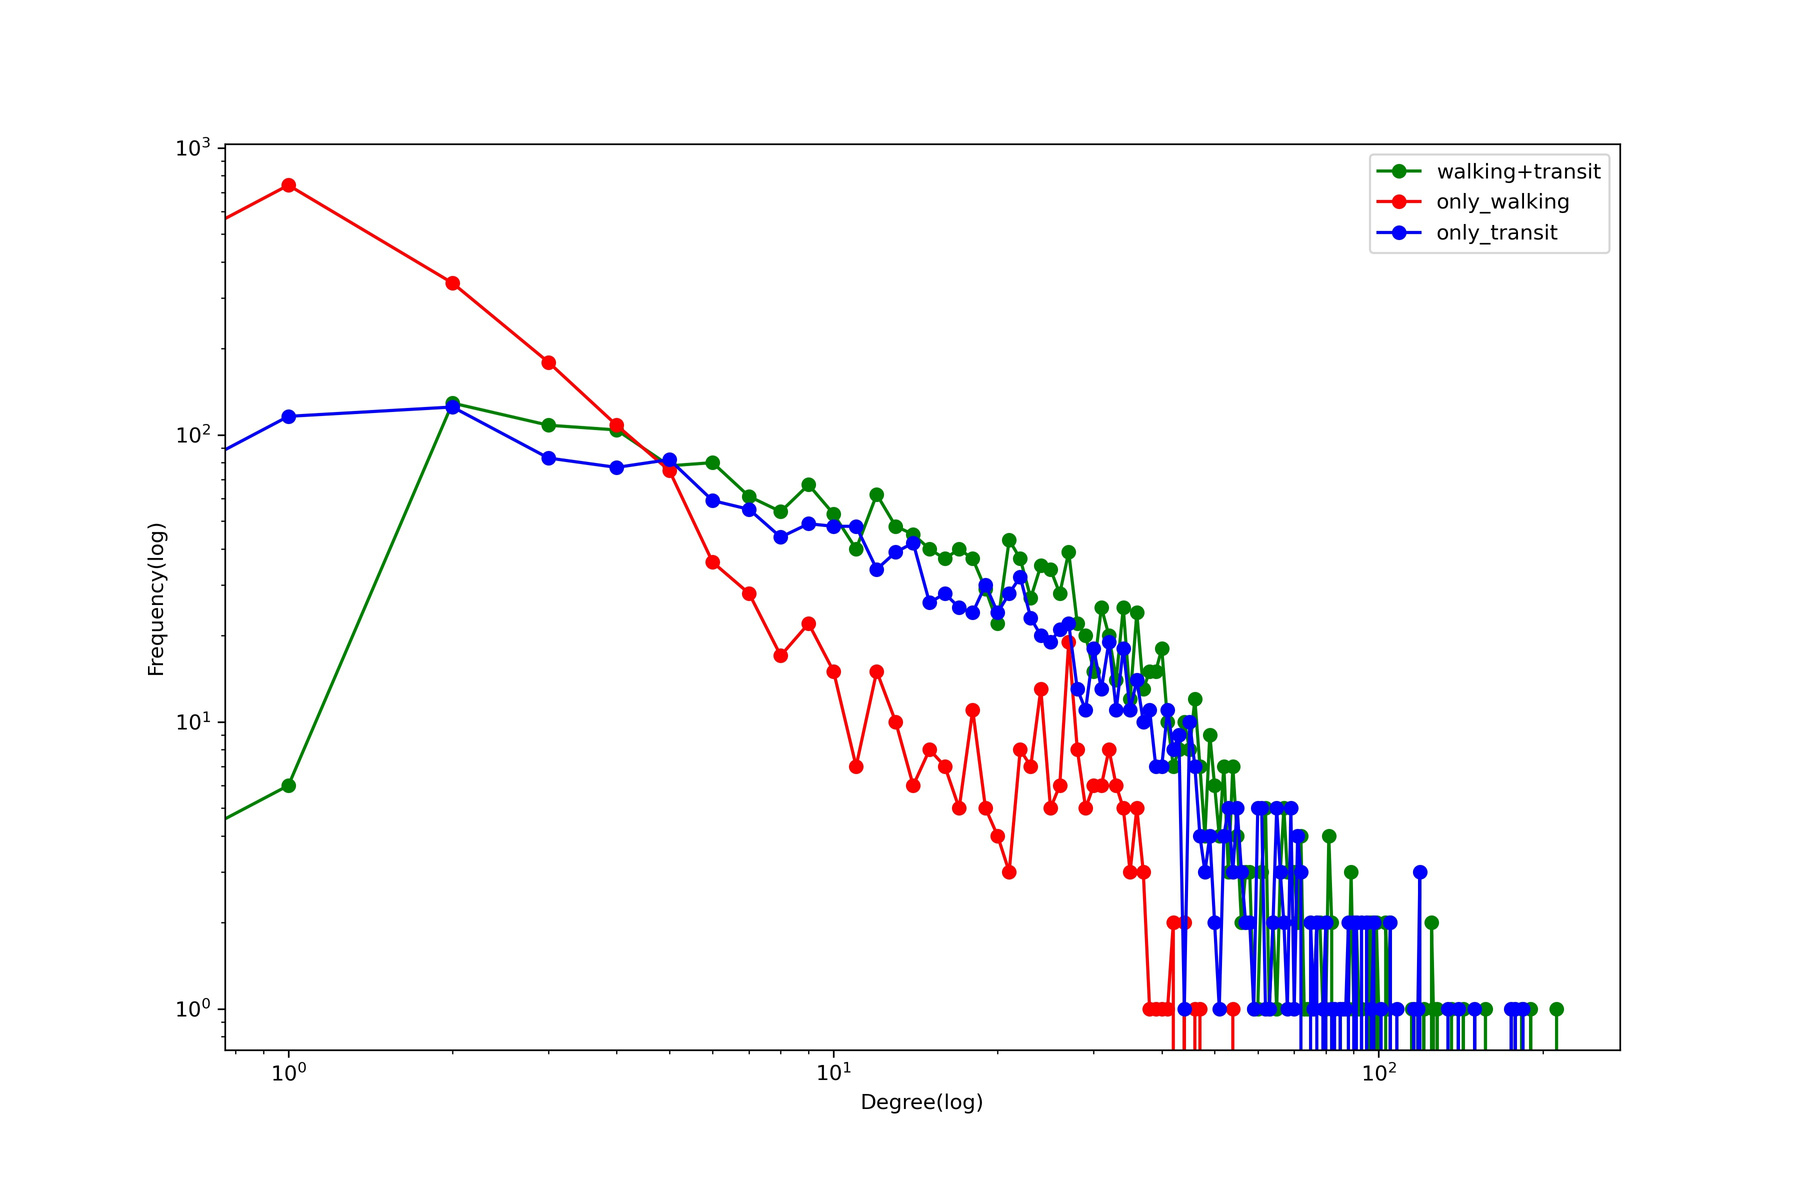 10³
walking+transit
only_walking
only_transit
10²
Frequency(log)
10¹
10⁰
10⁰ 10¹ 10²
Degree(log)